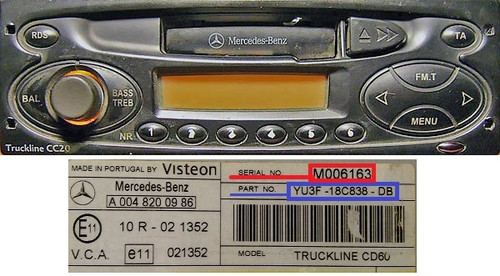 RDS
Mercedes-Benz
TA
BAL
BASS
TREB
FM.T
MENU
Truckline CC20
NR
1 2 3 4 5 6
MADE IN PORTUGAL BY Visteon
Mercedes-Benz
A 004 820 09 86
E11 10 R - 02 1352
V.C.A. e11 021352
SERIAL NO M006163
PART NO. YU3F -18C838 - DB
MODEL TRUCKLINE CD60